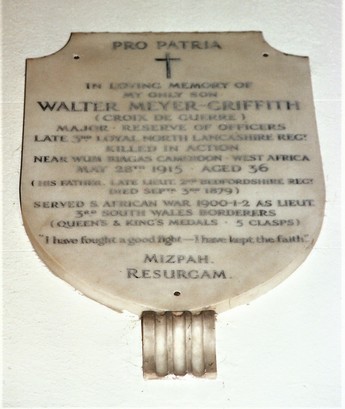 PRO PATRIA
IN LOVING MEMORY OF
MY ONLY SON
WALTER MEYER-GRIFFITH
(CROIX DE GUERRE)
MAJOR · RESERVE OF OFFICERS
LATE 3RD LOYAL NORTH LANCASHIRE REGT
KILLED IN ACTION
NEAR WUM BIAGAS CAMEROON · WEST AFRICA
MAY 28TH 1915 AGED 36
(HIS FATHER, LATE LIEUT. 2ND BEDFORDSHIRE REGT
DIED SEPTR 3RD 1879)
SERVED S. AFRICAN WAR 1900-1-2 AS LIEUT.
3RD SOUTH WALES BORDERERS
(QUEEN'S & KING'S MEDALS · 5 CLASPS)
"I have fought a good fight—I have kept the faith".
MIZPAH.
RESURGAM.